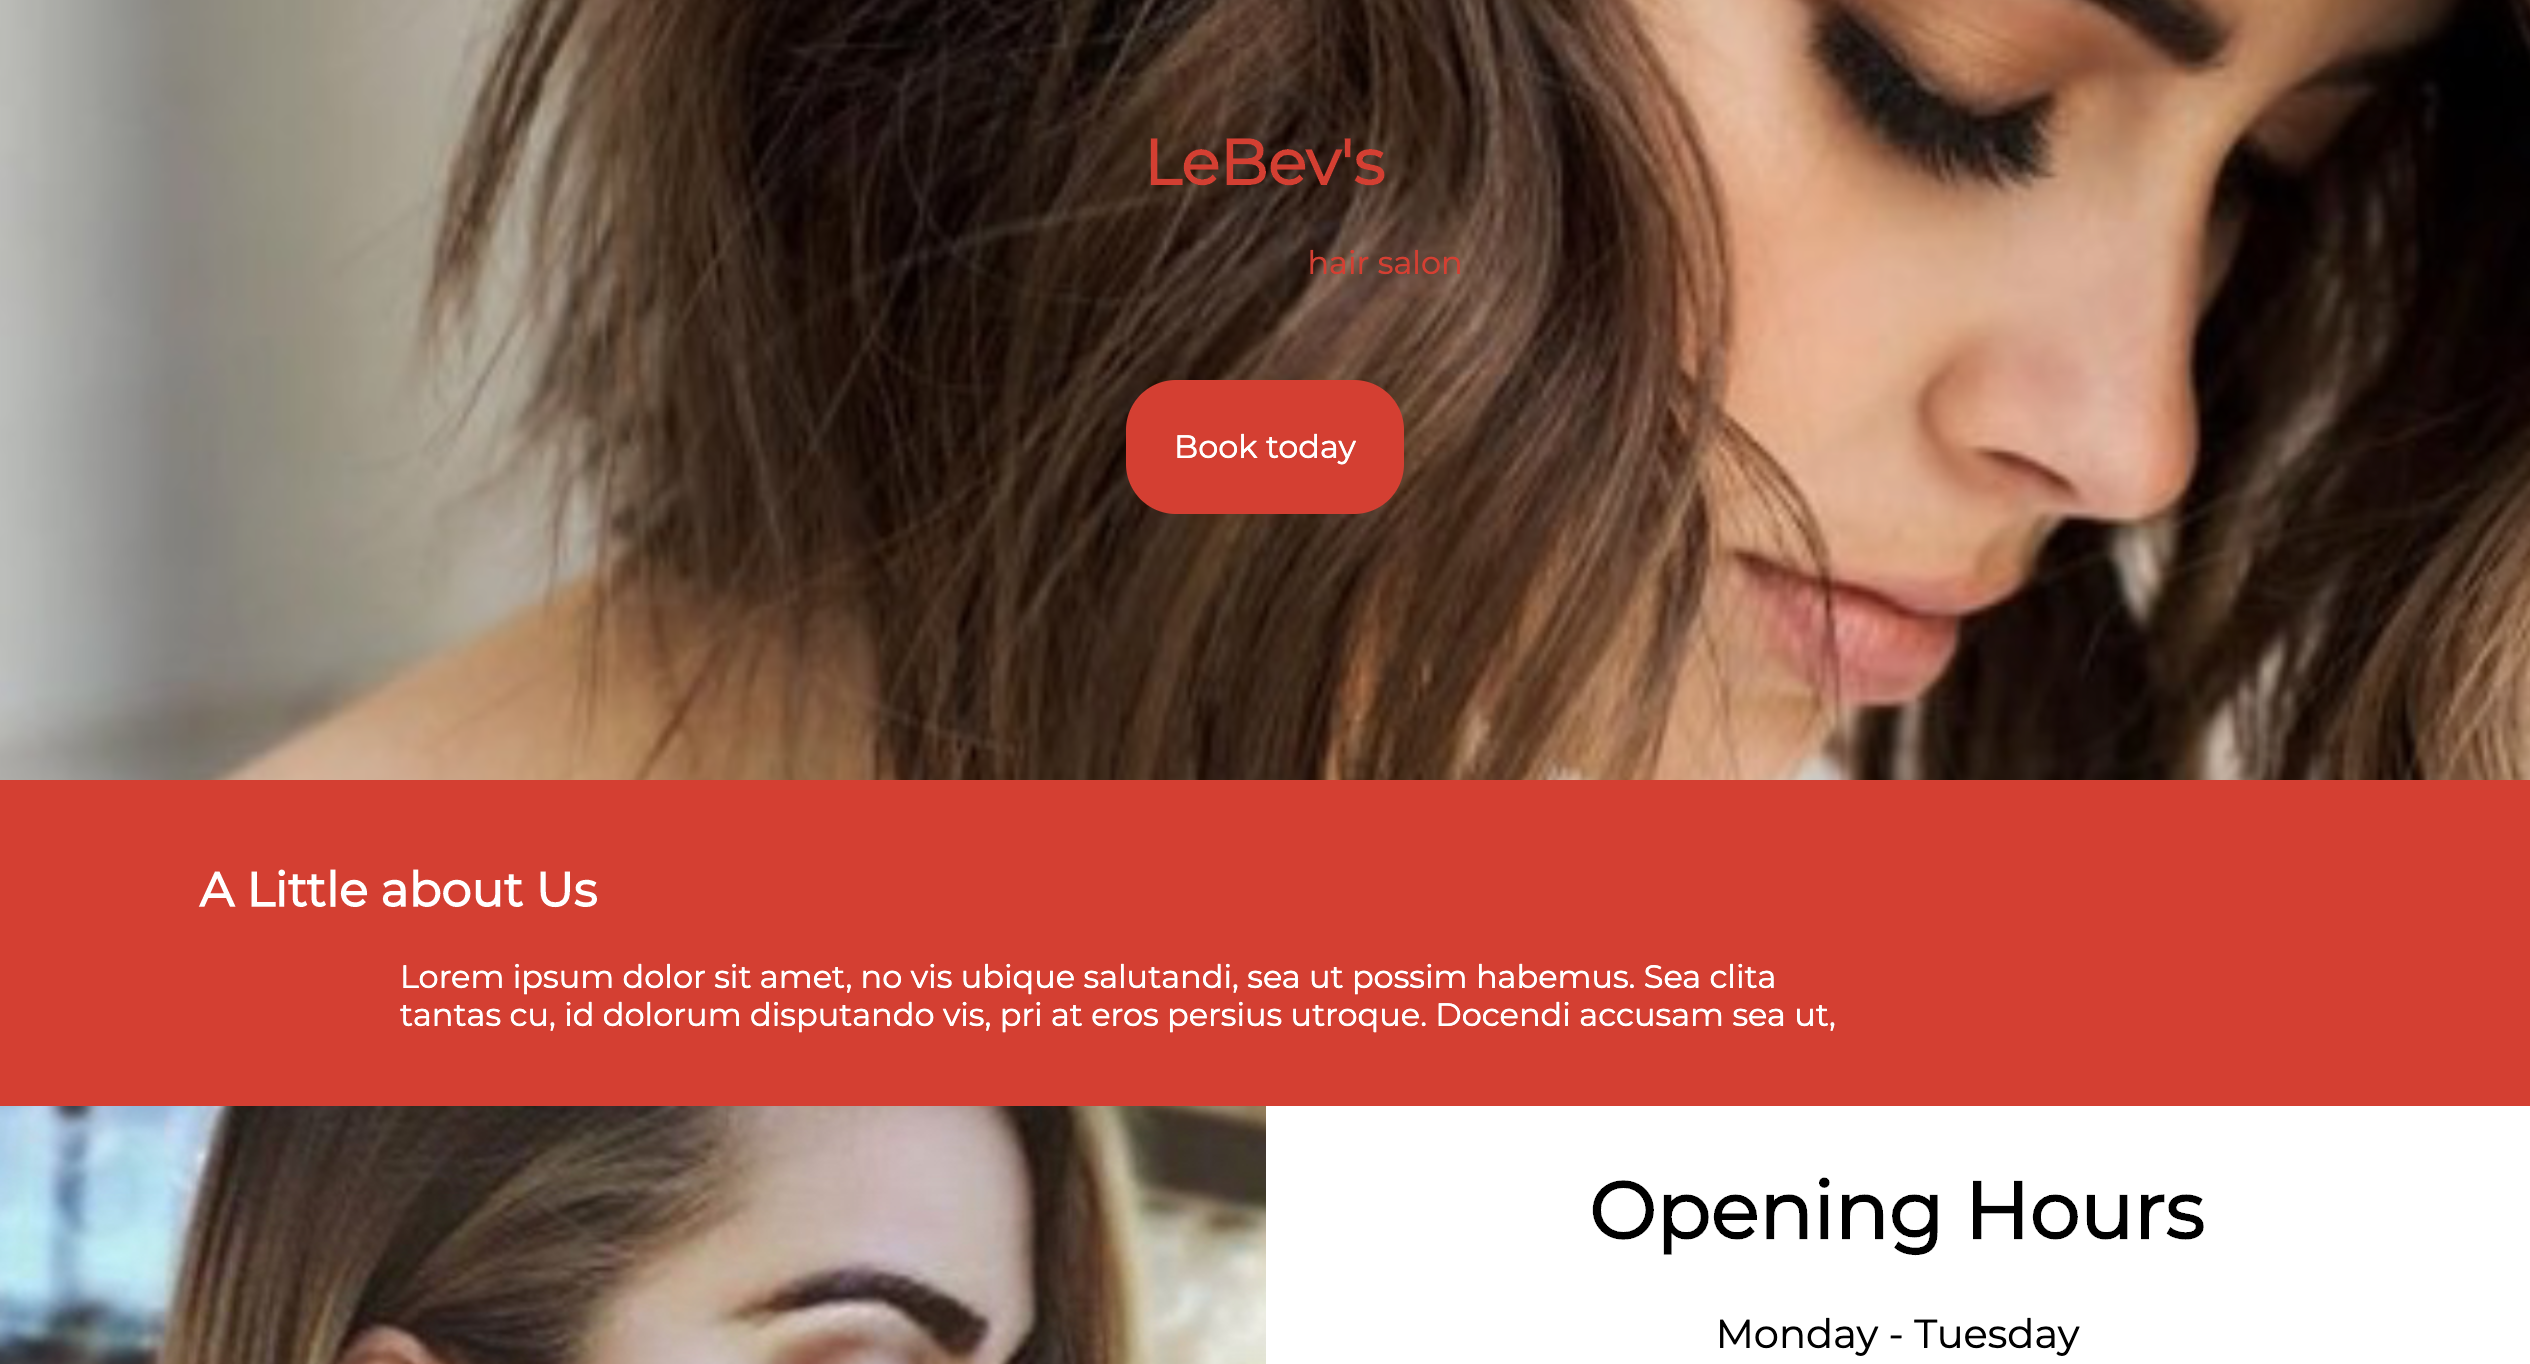 LeBev's
hair salon
Book today
A Little about Us
Lorem ipsum dolor sit amet, no vis ubique salutandi, sea ut possim habemus. Sea clita
tantas cu, id dolorum disputando vis, pri at eros persius utroque. Docendi accusam sea ut,
Opening Hours
Monday - Tuesday